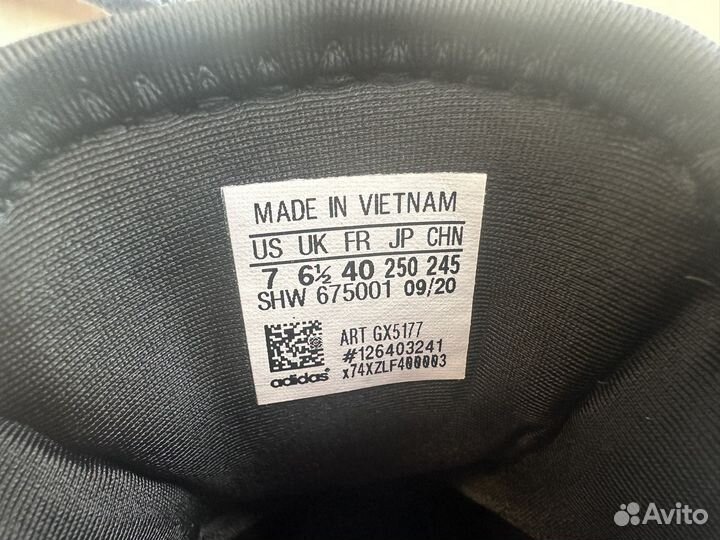 MADE IN VIETNAM
US UK FR JP CHN
7 6½ 40 250 245
SHW 675001 09/20
ART GX5177
#126403241
x74XZLF400003
adidas
Avito